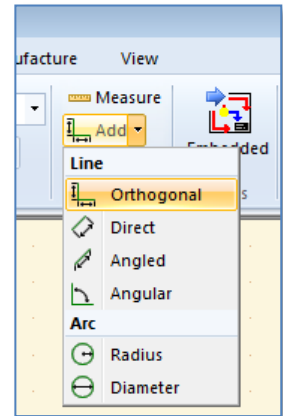 ufacture View
Measure
Add
Embedded
Line
Orthogonal
s
Direct
Angled
Angular
Arc
Radius
Diameter